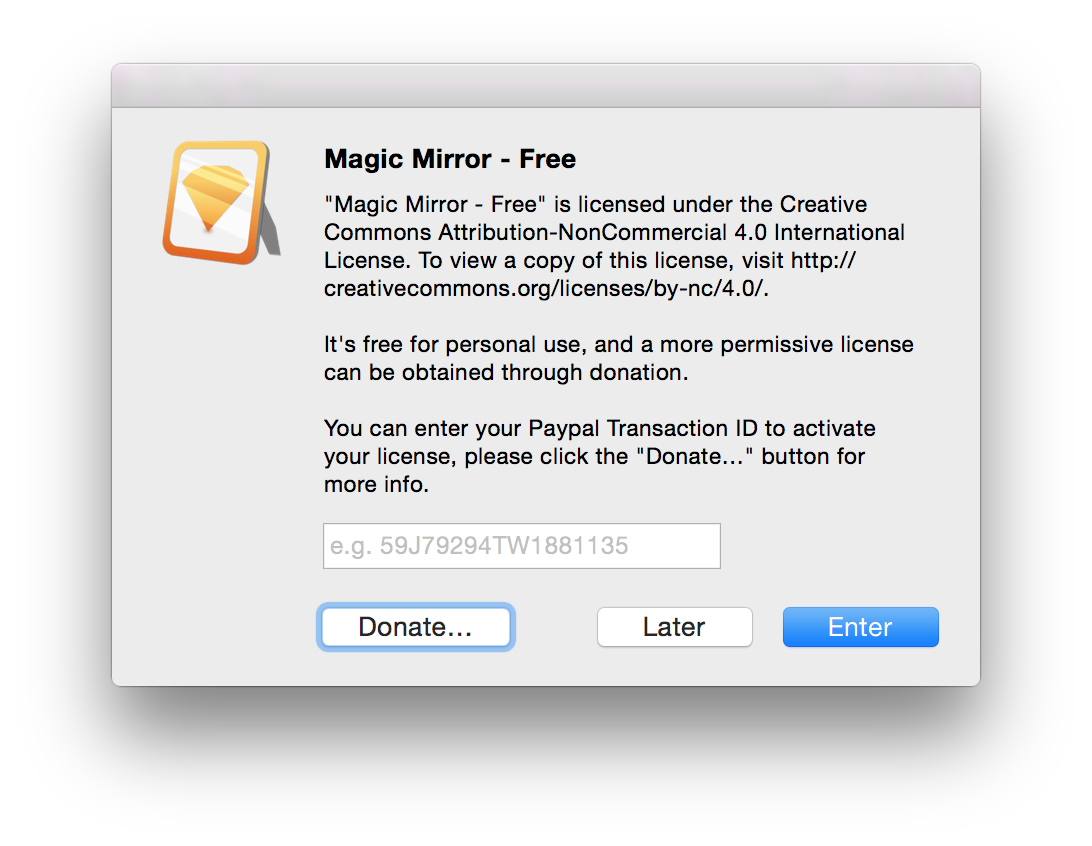 Magic Mirror - Free
"Magic Mirror - Free" is licensed under the Creative
Commons Attribution-NonCommercial 4.0 International
License. To view a copy of this license, visit http://
creativecommons.org/licenses/by-nc/4.0/.
It's free for personal use, and a more permissive license
can be obtained through donation.
You can enter your Paypal Transaction ID to activate
your license, please click the "Donate..." button for
more info.
e.g. 59J79294TW1881135
Donate...
Later
Enter